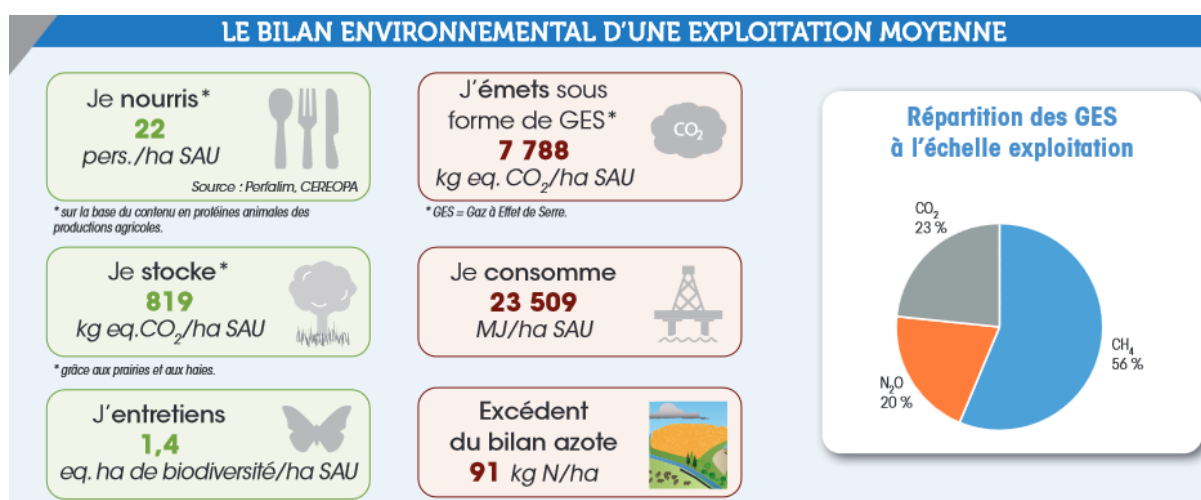 LE BILAN ENVIRONNEMENTAL D'UNE EXPLOITATION MOYENNE
Je nourris*
22
pers./ha SAU
Source : Perfalim, CEREOPA
* sur la base du contenu en protéines animales des
productions agricoles.
Je stocke*
819
kg eq.CO₂/ha SAU
* grâce aux prairies et aux haies.
J'entretiens
1,4
eq. ha de biodiversité/ha SAU
J'émets sous
forme de GES*
7 788
kg eq. CO₂/ha SAU
CO₂
* GES = Gaz à Effet de Serre.
Je consomme
23 509
MJ/ha SAU
Excédent
du bilan azote
91 kg N/ha
Répartition des GES
à l'échelle exploitation
CO₂
23 %
CH₄
56 %
N₂O
20 %